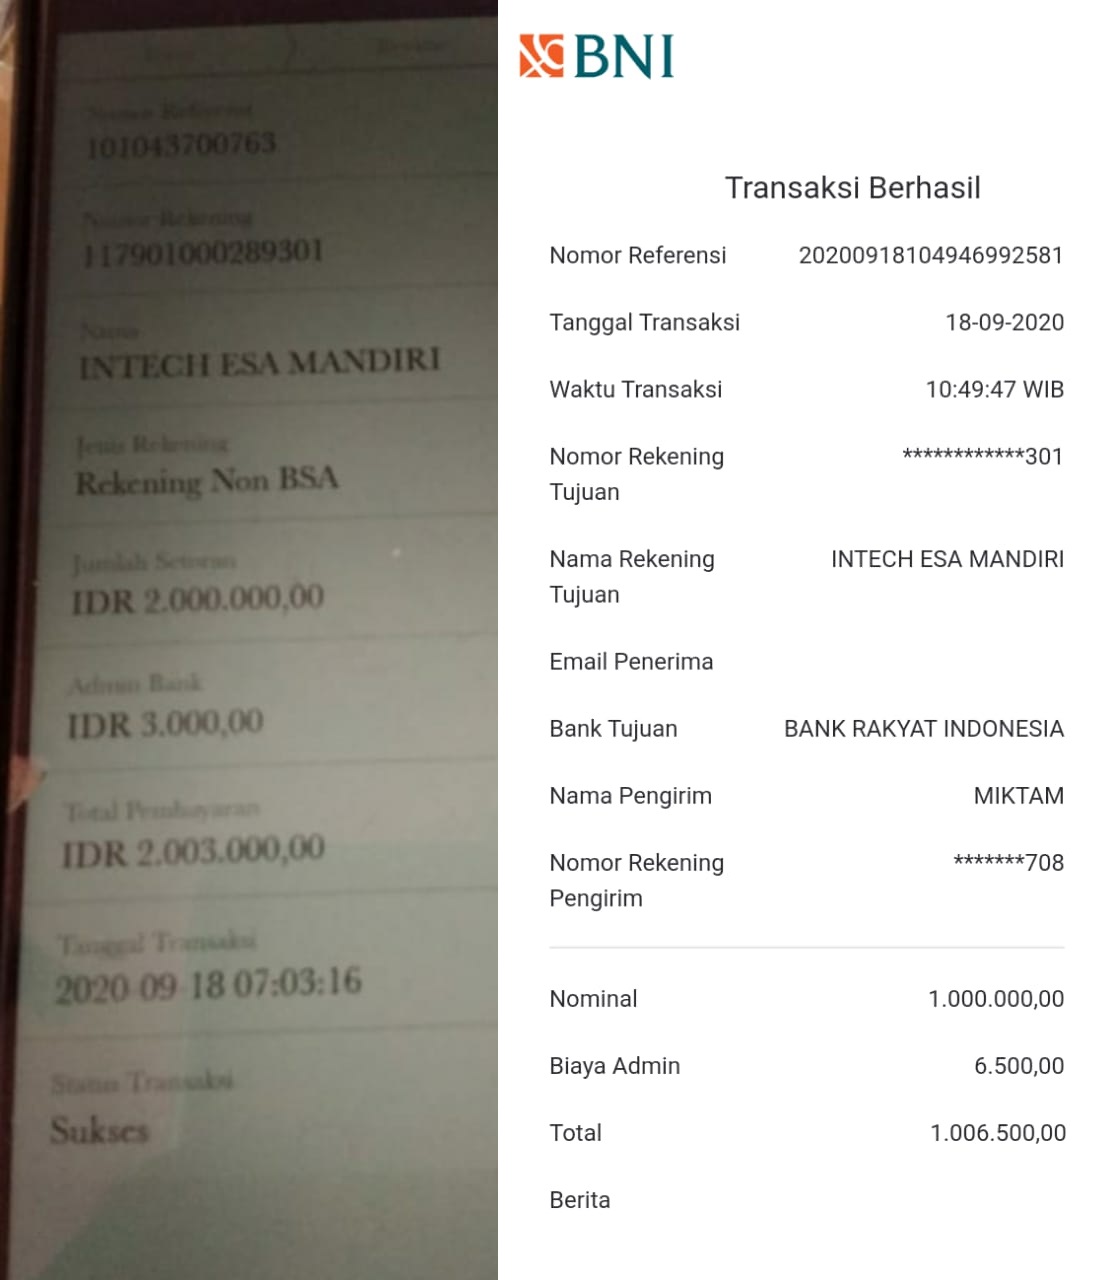 Nomor Referensi
101043700763
Nomor Rekening
117901000289301
Nama
INTECH ESA MANDIRI
Jenis Rekening
Rekening Non BSA
Jumlah Setoran
IDR 2.000.000,00
Admin Bank
IDR 3.000,00
Total Pembayaran
IDR 2.003.000,00
Tanggal Transaksi
2020-09-18 07:03:16
Status Transaksi
Sukses
BNI
Transaksi Berhasil
Nomor Referensi 20200918104946992581
Tanggal Transaksi 18-09-2020
Waktu Transaksi 10:49:47 WIB
Nomor Rekening ************301
Tujuan
Nama Rekening INTECH ESA MANDIRI
Tujuan
Email Penerima
Bank Tujuan BANK RAKYAT INDONESIA
Nama Pengirim MIKTAM
Nomor Rekening *******708
Pengirim
Nominal 1.000.000,00
Biaya Admin 6.500,00
Total 1.006.500,00
Berita